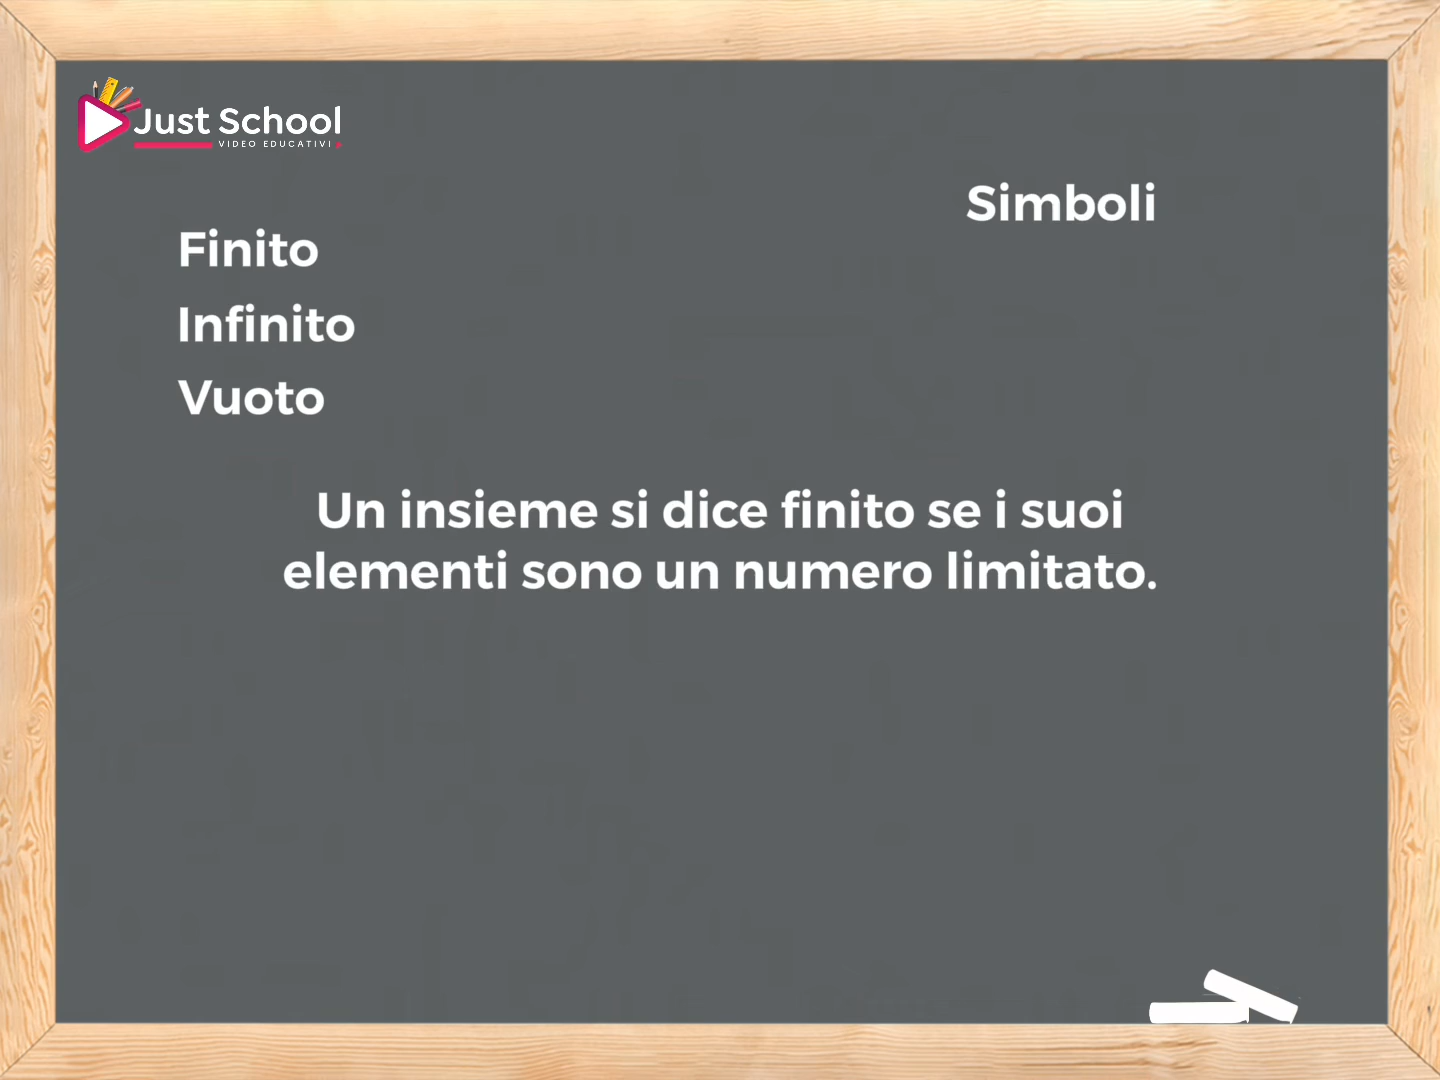 Just School
VIDEO EDUCATIVI
Simboli
Finito
Infinito
Vuoto
Un insieme si dice finito se i suoi
elementi sono un numero limitato.